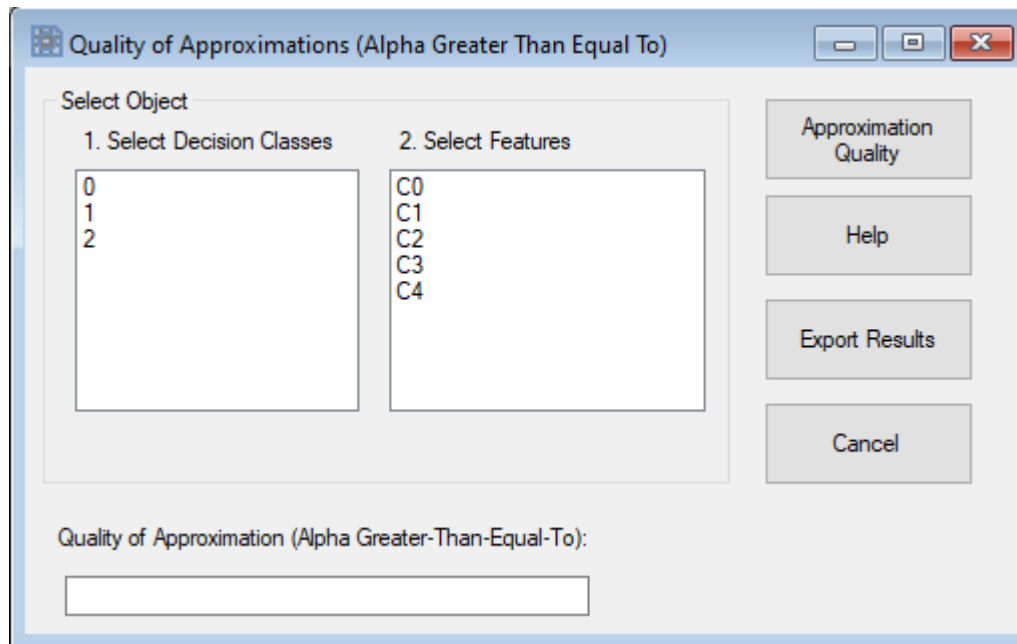 Quality of Approximations (Alpha Greater Than Equal To)
Select Object
1. Select Decision Classes
2. Select Features
0
1
2
C0
C1
C2
C3
C4
Approximation
Quality
Help
Export Results
Cancel
Quality of Approximation (Alpha Greater-Than-Equal-To):